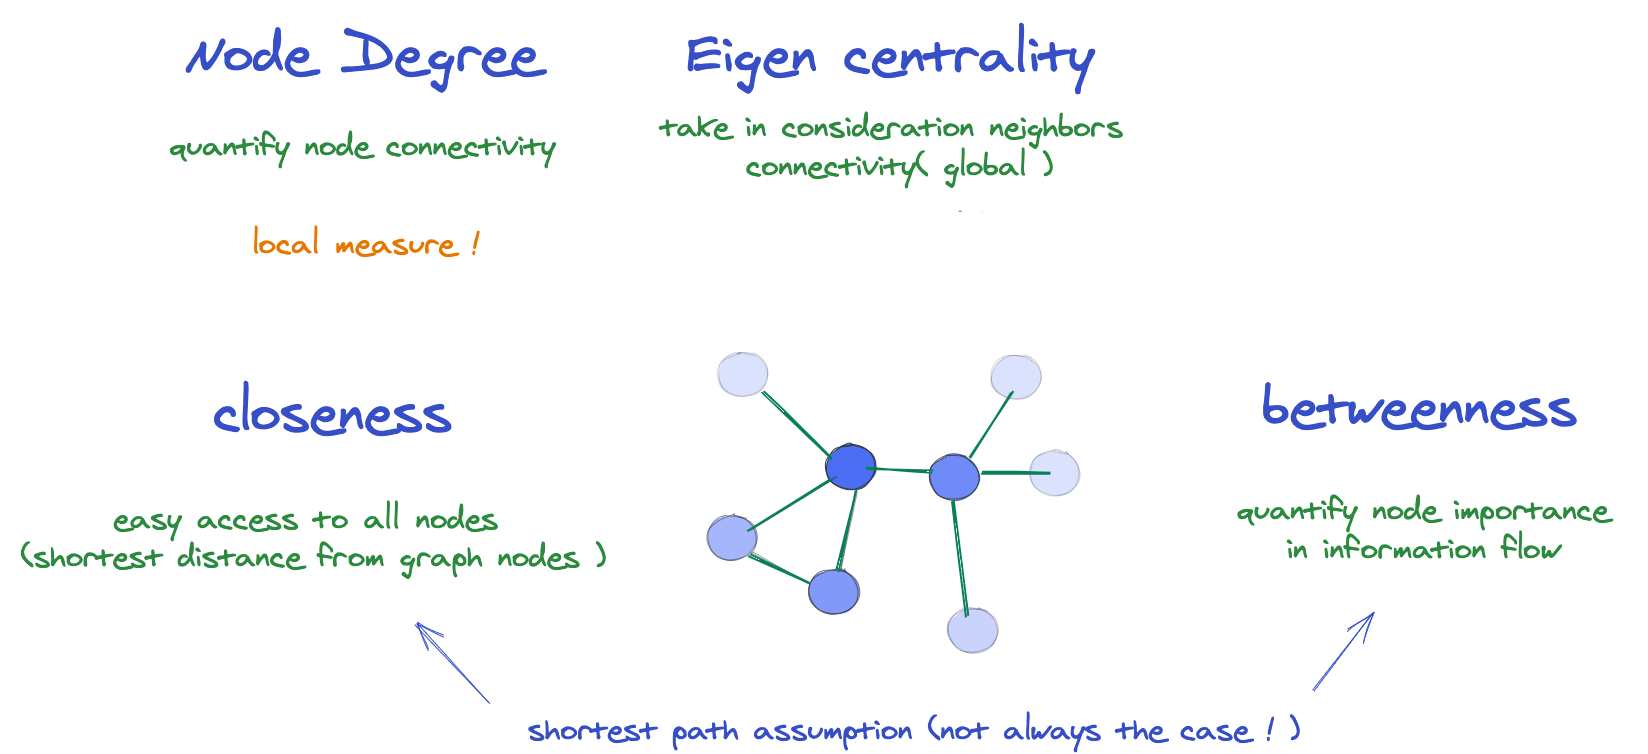 Node Degree
quantify node connectivity
local measure !
Eigen centrality
take in consideration neighbors
connectivity( global )
closeness
easy access to all nodes
(shortest distance from graph nodes )
betweenness
quantify node importance
in information flow
shortest path assumption (not always the case ! )